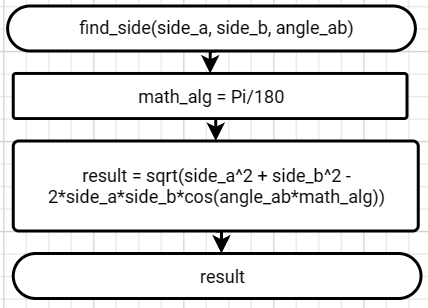 find_side(side_a, side_b, angle_ab)
math_alg = Pi/180
result = sqrt(side_a^2 + side_b^2 -
2*side_a*side_b*cos(angle_ab*math_alg))
result